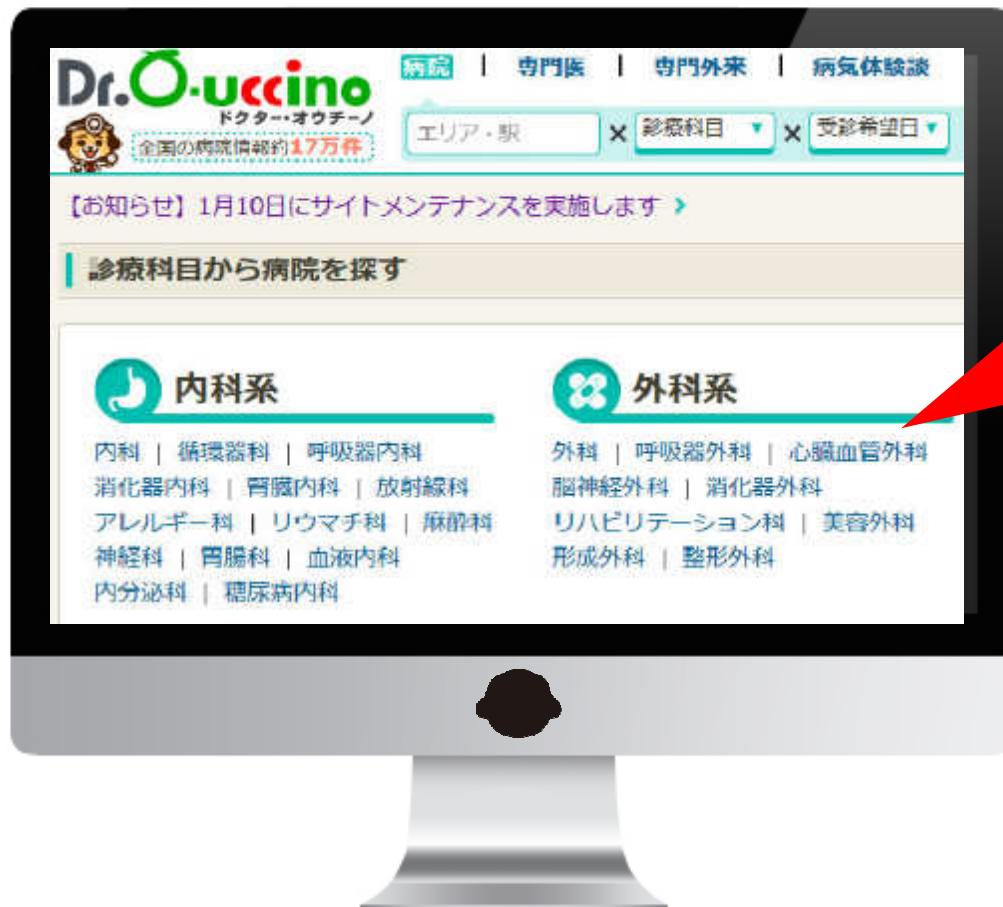 Dr.O-uccino
ドクター・オウチーノ
全国の病院情報約17万件
病院 | 専門医 | 専門外来 | 病気体験談
エリア・駅 × 診療科目 ▼ × 受診希望日 ▼
【お知らせ】1月10日にサイトメンテナンスを実施します >
診療科目から病院を探す
内科系
内科 | 循環器科 | 呼吸器内科
消化器内科 | 腎臓内科 | 放射線科
アレルギー科 | リウマチ科 | 麻酔科
神経科 | 胃腸科 | 血液内科
内分泌科 | 糖尿病内科
外科系
外科 | 呼吸器外科 | 心臓血管外科
脳神経外科 | 消化器外科
リハビリテーション科 | 美容外科
形成外科 | 整形外科